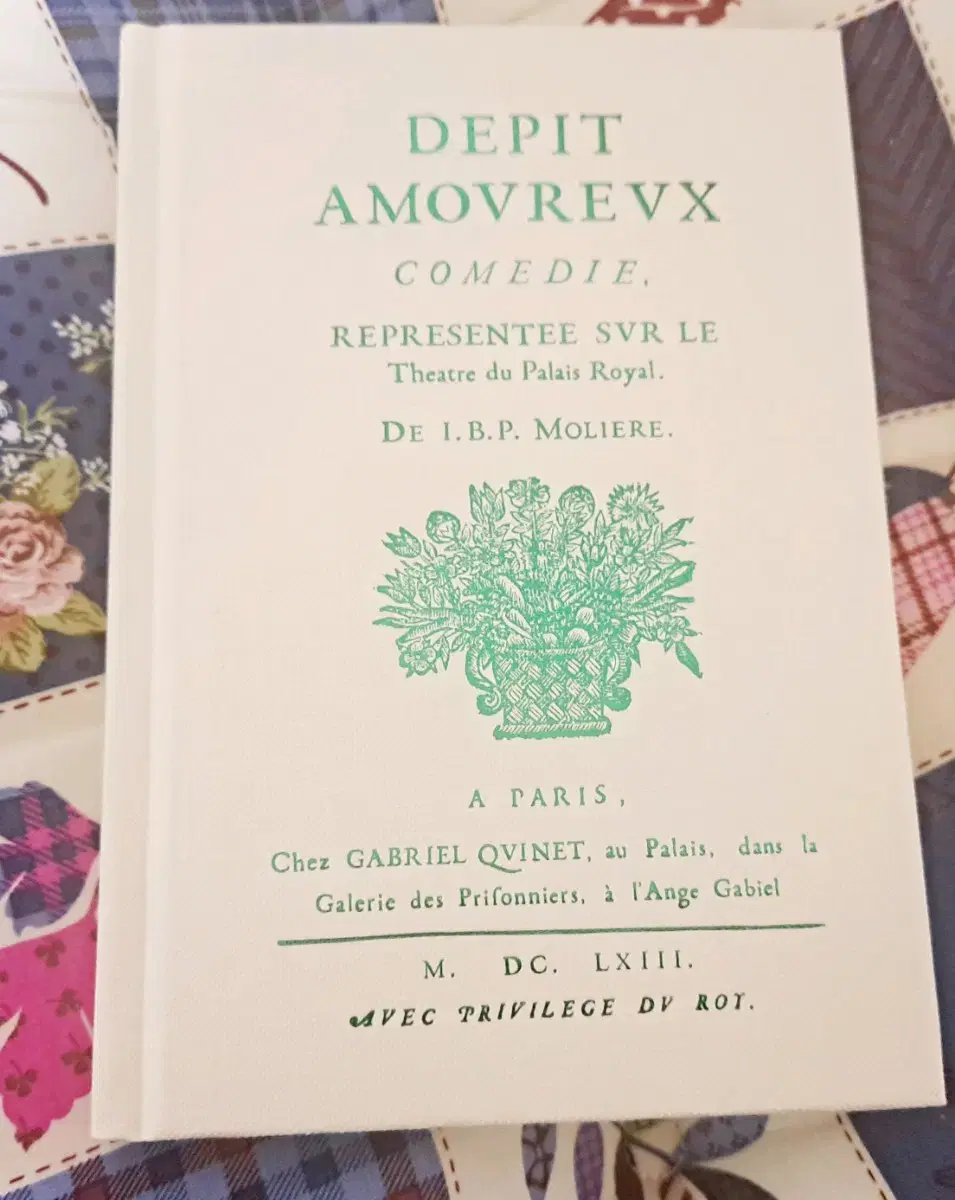 DEPIT
AMOVREVX
COMEDIE,
REPRESENTEE SVR LE
Theatre du Palais Royal.
DE I.B.P. MOLIERE.
A PARIS,
Chez GABRIEL QVINET, au Palais, dans la
Galerie des Priſonniers, à l'Ange Gabiel
M. DC. LXIII.
AVEC PRIVILEGE DV ROY.